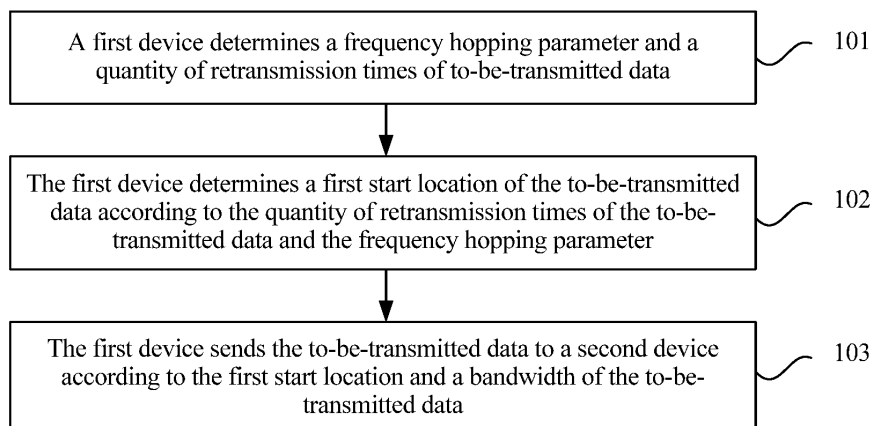 A first device determines a frequency hopping parameter and a
quantity of retransmission times of to-be-transmitted data
101
The first device determines a first start location of the to-be-transmitted
data according to the quantity of retransmission times of the to-be-
transmitted data and the frequency hopping parameter
102
The first device sends the to-be-transmitted data to a second device
according to the first start location and a bandwidth of the to-be-
transmitted data
103